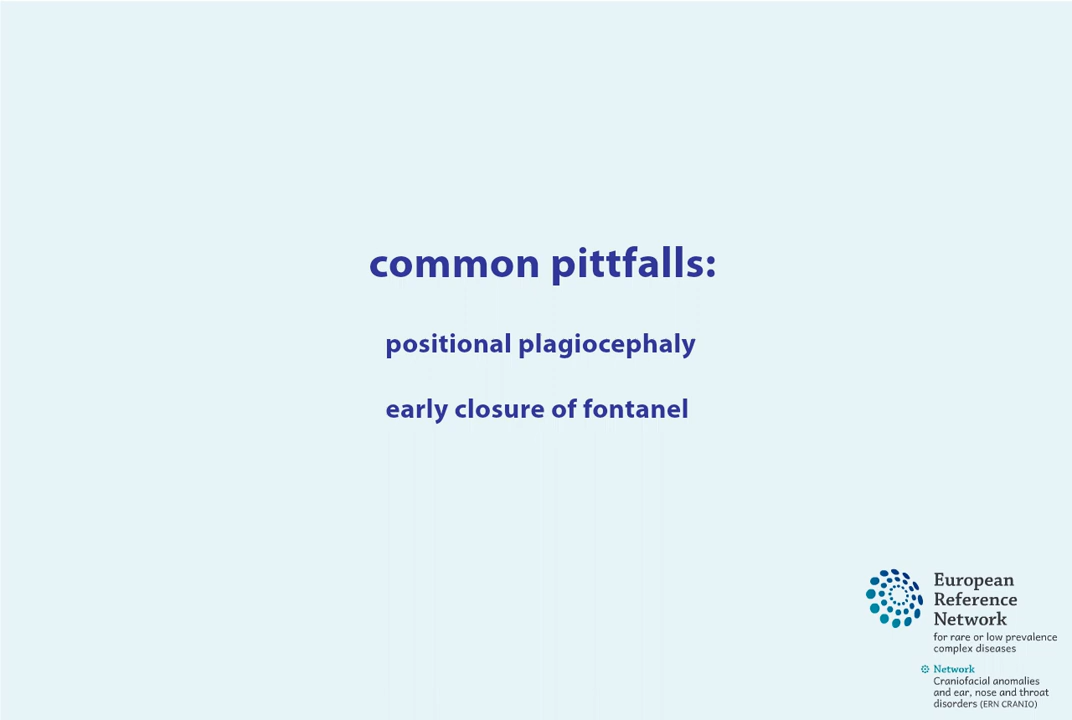 common pittfalls:
positional plagiocephaly
early closure of fontanel
European
Reference
Network
for rare or low prevalence
complex diseases
Network
Craniofacial anomalies
and ear, nose and throat
disorders (ERN CRANIO)